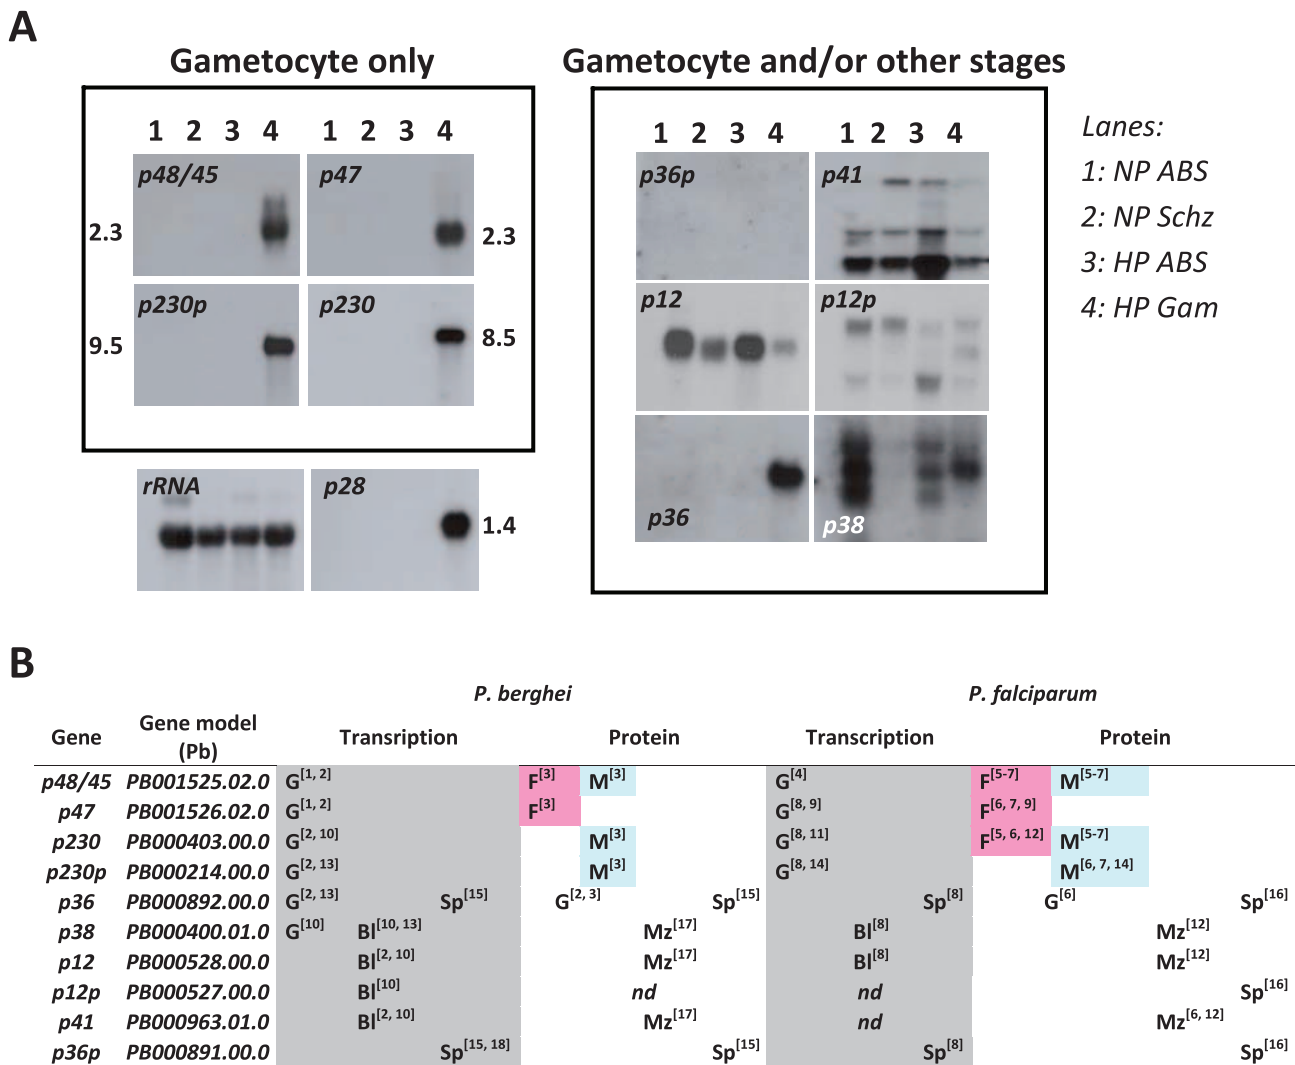 A
Gametocyte only
Gametocyte and/or other stages
1 2 3 4 1 2 3 4
1 2 3 4 1 2 3 4
Lanes:
1: NP ABS
2: NP Schz
3: HP ABS
4: HP Gam
p48/45 p47
2.3 2.3
p230p p230
9.5 8.5
rRNA p28
1.4
p36p p41
p12 p12p
p36 p38
B
P. berghei P. falciparum
Gene Gene model (Pb) Transription Protein Transcription Protein
p48/45 PB001525.02.0 G[1, 2] F[3] M[3] G[4] F[5-7] M[5-7]
p47 PB001526.02.0 G[1, 2] F[3] G[8, 9] F[6, 7, 9]
p230 PB000403.00.0 G[2, 10] M[3] G[8, 11] F[5, 6, 12] M[5-7]
p230p PB000214.00.0 G[2, 13] M[3] G[8, 14] M[6, 7, 14]
p36 PB000892.00.0 G[2, 13] Sp[15] G[2, 3] Sp[15] Sp[8] G[6] Sp[16]
p38 PB000400.01.0 G[10] Bl[10, 13] Mz[17] Bl[8] Mz[12]
p12 PB000528.00.0 Bl[2, 10] Mz[17] Bl[8] Mz[12]
p12p PB000527.00.0 Bl[10] nd nd Sp[16]
p41 PB000963.01.0 Bl[2, 10] Mz[17] nd Mz[6, 12]
p36p PB000891.00.0 Sp[15, 18] Sp[15] Sp[8] Sp[16]